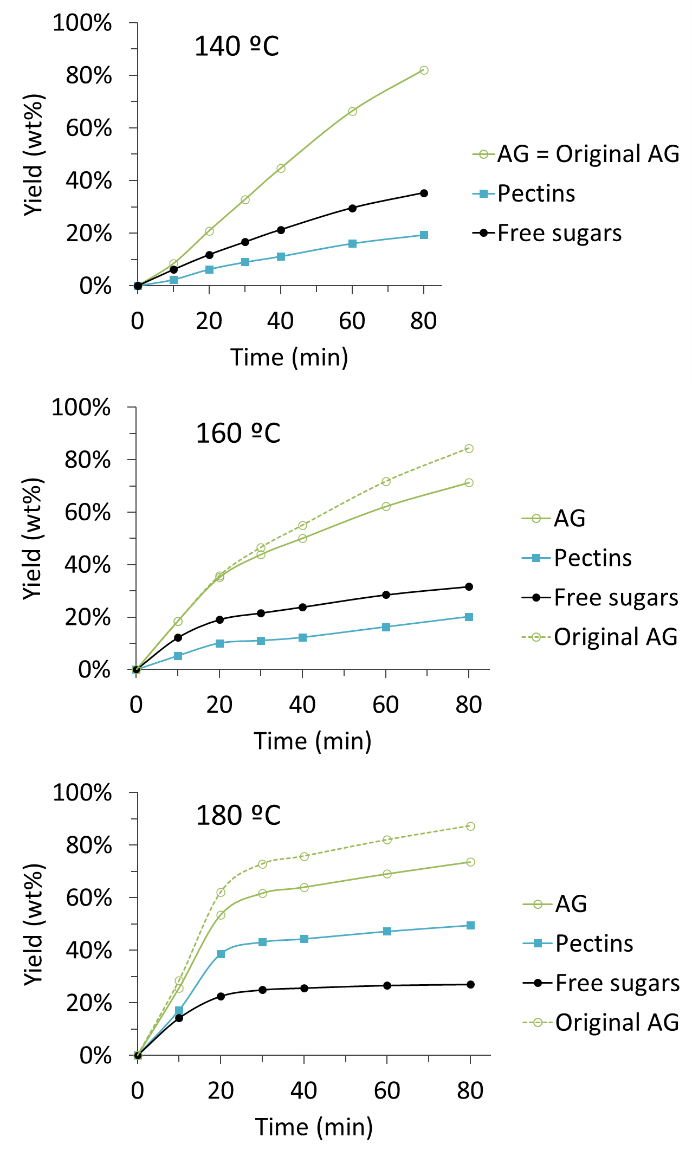 140 ºC
Yield (wt%)
100%
80%
60%
40%
20%
0%
0 20 40 60 80
Time (min)
AG = Original AG
Pectins
Free sugars
160 ºC
Yield (wt%)
100%
80%
60%
40%
20%
0%
0 20 40 60 80
Time (min)
AG
Pectins
Free sugars
Original AG
180 ºC
Yield (wt%)
100%
80%
60%
40%
20%
0%
0 20 40 60 80
Time (min)
AG
Pectins
Free sugars
Original AG